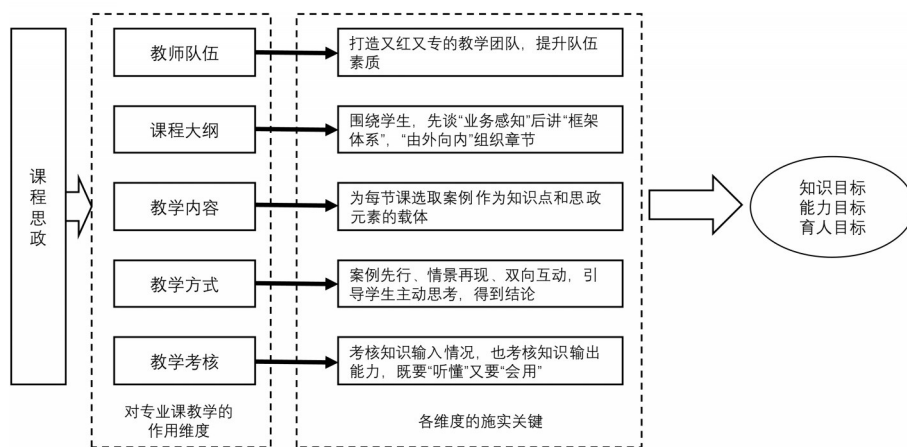 课程思政
教师队伍
打造又红又专的教学团队，提升队伍
素质
课程大纲
围绕学生，先谈“业务感知”后讲“框架
体系”，“由外向内”组织章节
教学内容
为每节课选取案例作为知识点和思政
元素的载体
教学方式
案例先行、情景再现、双向互动，引
导学生主动思考，得到结论
教学考核
考核知识输入情况，也考核知识输出
能力，既要“听懂”又要“会用”
对专业课教学的
作用维度
各维度的施实关键
知识目标
能力目标
育人目标